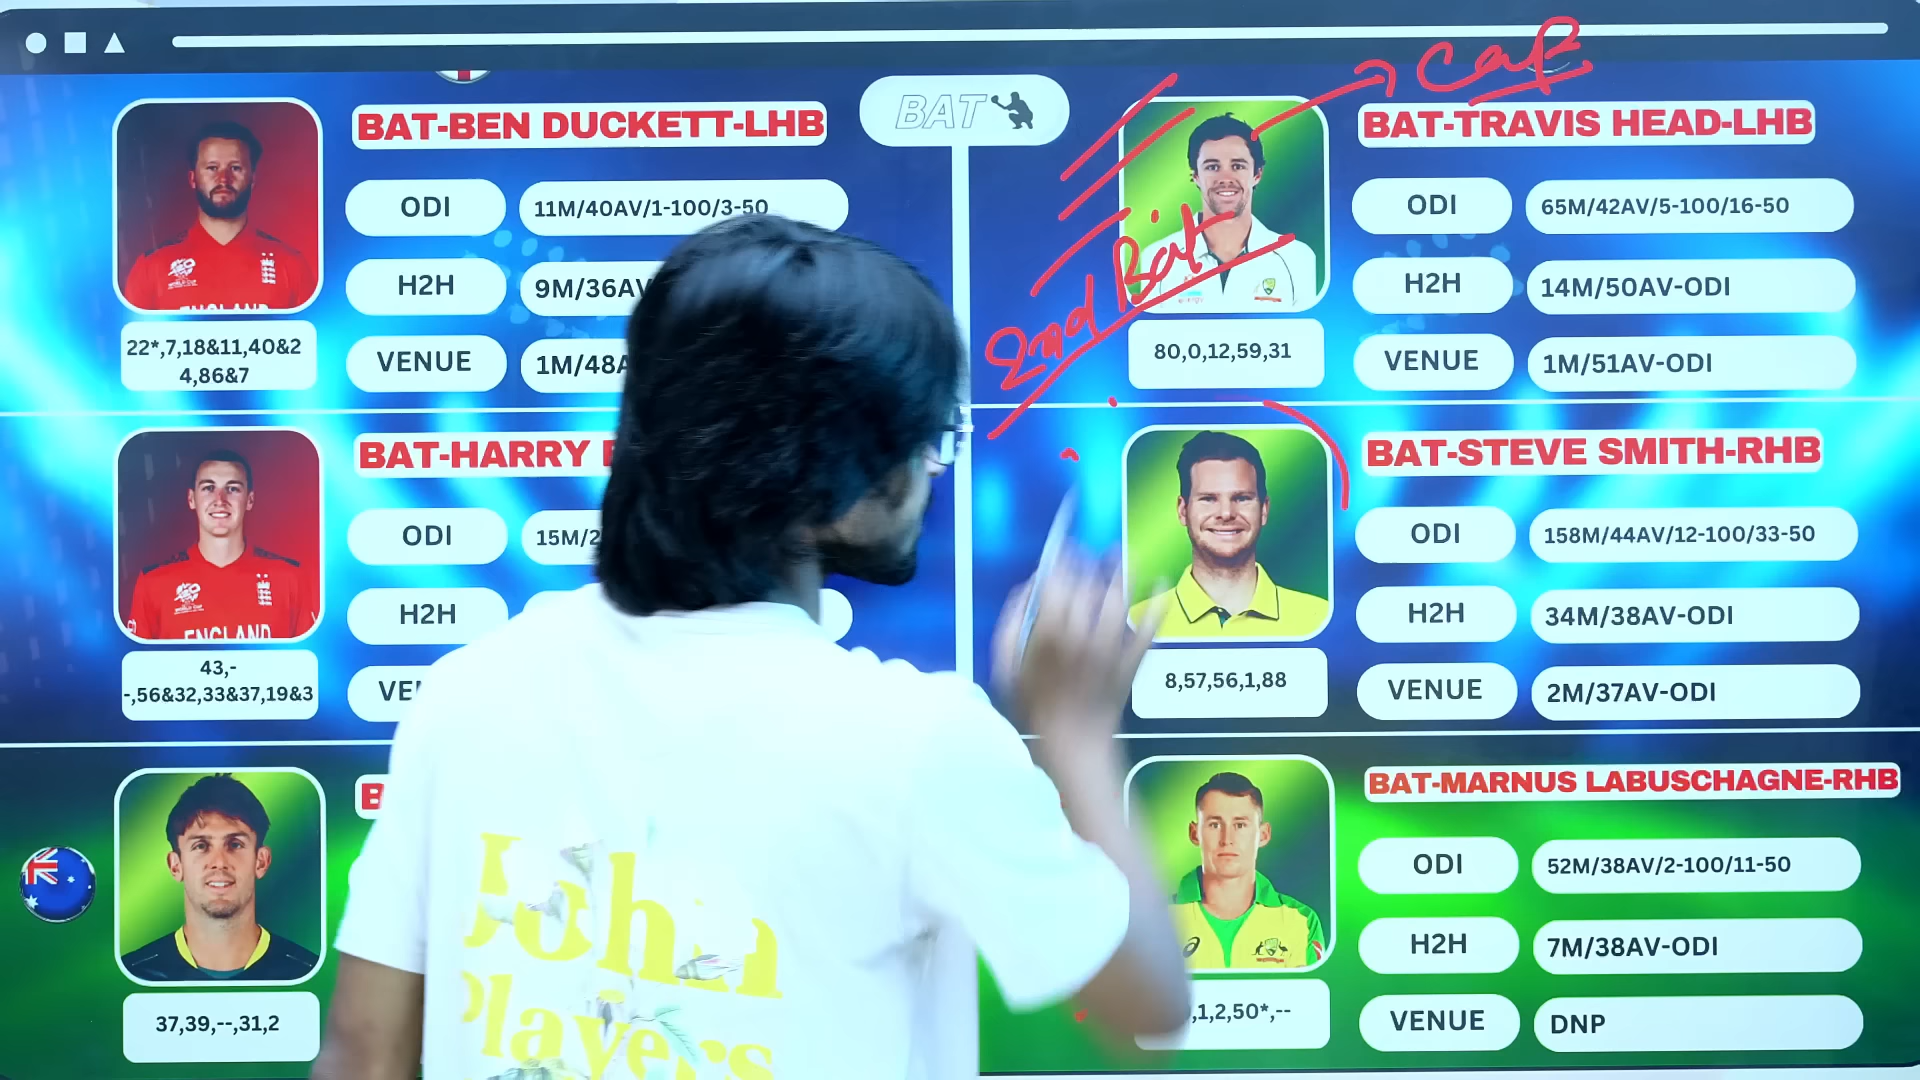 BAT
Cap
2nd Bat
BAT-BEN DUCKETT-LHB
ODI
11M/40AV/1-100/3-50
H2H
9M/36AV
VENUE
1M/48A
22*,7,18&11,40&2
4,86&7
ENGLAND
BAT-TRAVIS HEAD-LHB
ODI
65M/42AV/5-100/16-50
H2H
14M/50AV-ODI
VENUE
1M/51AV-ODI
80,0,12,59,31
BAT-HARRY
ODI
15M/2
H2H
43,-
-,56&32,33&37,19&3
ENGLAND
BAT-STEVE SMITH-RHB
ODI
158M/44AV/12-100/33-50
H2H
34M/38AV-ODI
VENUE
2M/37AV-ODI
8,57,56,1,88
37,39,--,31,2
BAT-MARNUS LABUSCHAGNE-RHB
ODI
52M/38AV/2-100/11-50
H2H
7M/38AV-ODI
VENUE
DNP
,1,2,50*,--
John
Players